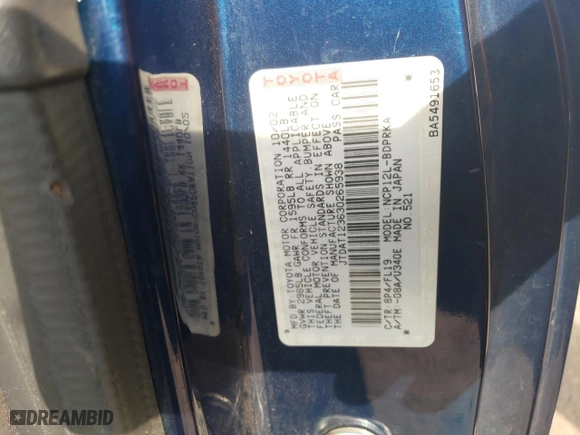 MFD. BY TOYOTA MOTOR CORPORATION 10/02
GVWR 2985LB GAWR FR 1595LB RR 1440LB
THIS VEHICLE CONFORMS TO ALL APPLICABLE
FEDERAL MOTOR VEHICLE SAFETY, BUMPER AND
THEFT PREVENTION STANDARDS IN EFFECT ON
THE DATE OF MANUFACTURE SHOWN ABOVE.
JTDAT123630265938 PASS CAR
C/TR: 8P4/FL19 MODEL: NCP12L-BDPRKA
A/TM: -08A/U340E MADE IN JAPAN
NO. 521
TOYOTA
BA5491653
DREAMBID